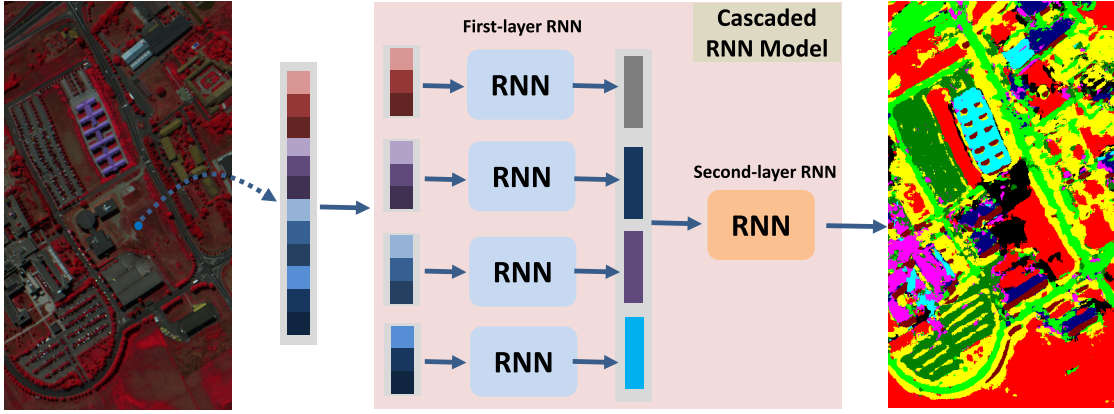 First-layer RNN
Cascaded
RNN Model
RNN
RNN
Second-layer RNN
RNN
RNN
RNN